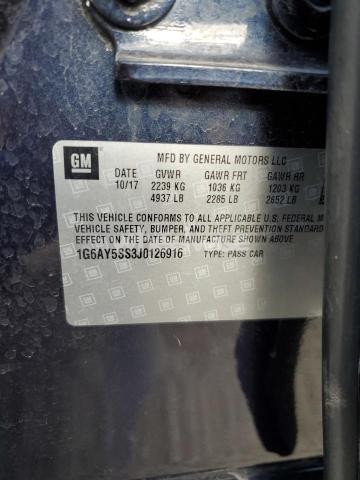 GM
MFD BY GENERAL MOTORS LLC
DATE GVWR GAWR FRT GAWR RR
10/17 2239 KG 1036 KG 1203 KG
4937 LB 2285 LB 2652 LB
THIS VEHICLE CONFORMS TO ALL APPLICABLE U.S. FEDERAL M
VEHICLE SAFETY, BUMPER, AND THEFT PREVENTION
STANDARDS IN EFFECT ON THE
DATE OF MANUFACTURE SHOWN ABOVE.
1G6AY5SS3J0126916 TYPE: PASS CAR